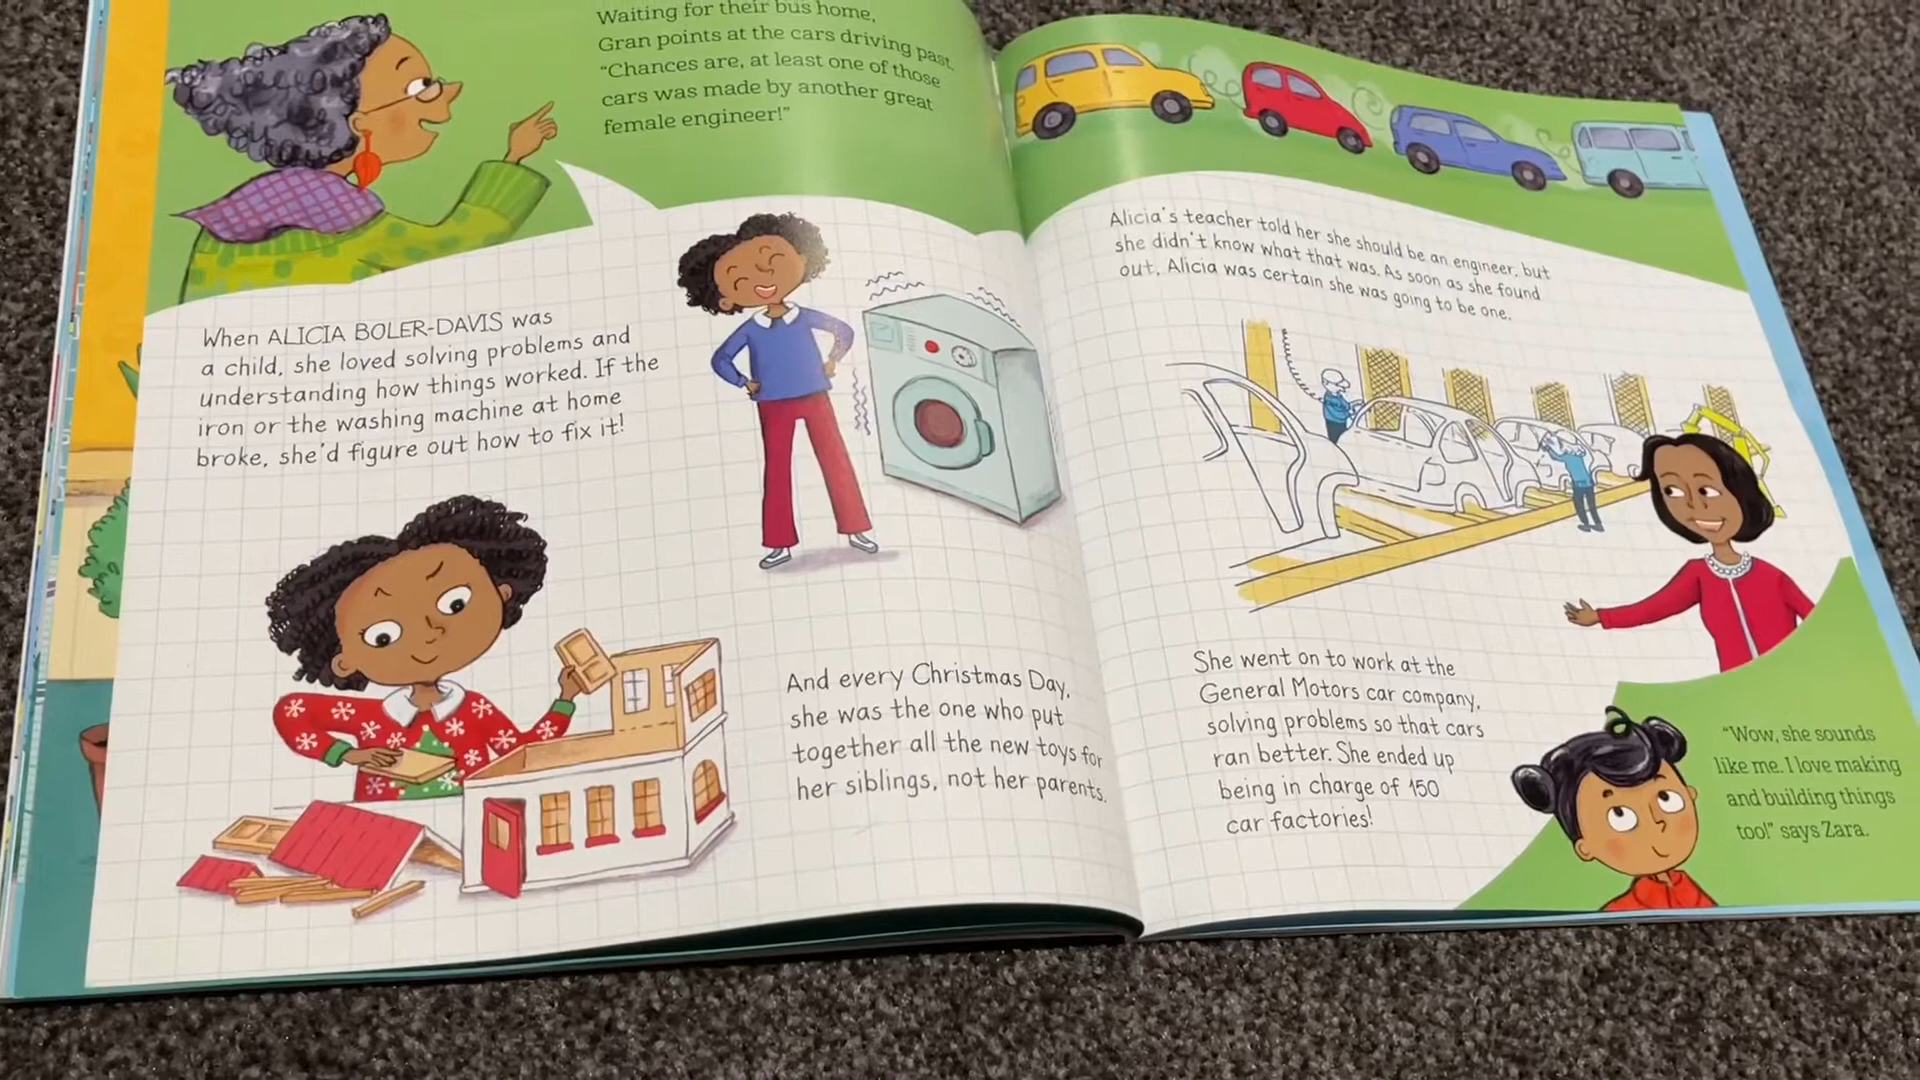 Waiting for their bus home,
Gran points at the cars driving past.
“Chances are, at least one of those
cars was made by another great
female engineer!”
When ALICIA BOLER-DAVIS was
a child, she loved solving problems and
understanding how things worked. If the
iron or the washing machine at home
broke, she'd figure out how to fix it!
And every Christmas Day,
she was the one who put
together all the new toys for
her siblings, not her parents.
Alicia's teacher told her she should be an engineer, but
she didn't know what that was. As soon as she found
out, Alicia was certain she was going to be one.
She went on to work at the
General Motors car company,
solving problems so that cars
ran better. She ended up
being in charge of 150
car factories!
“Wow, she sounds
like me. I love making
and building things
too!” says Zara.